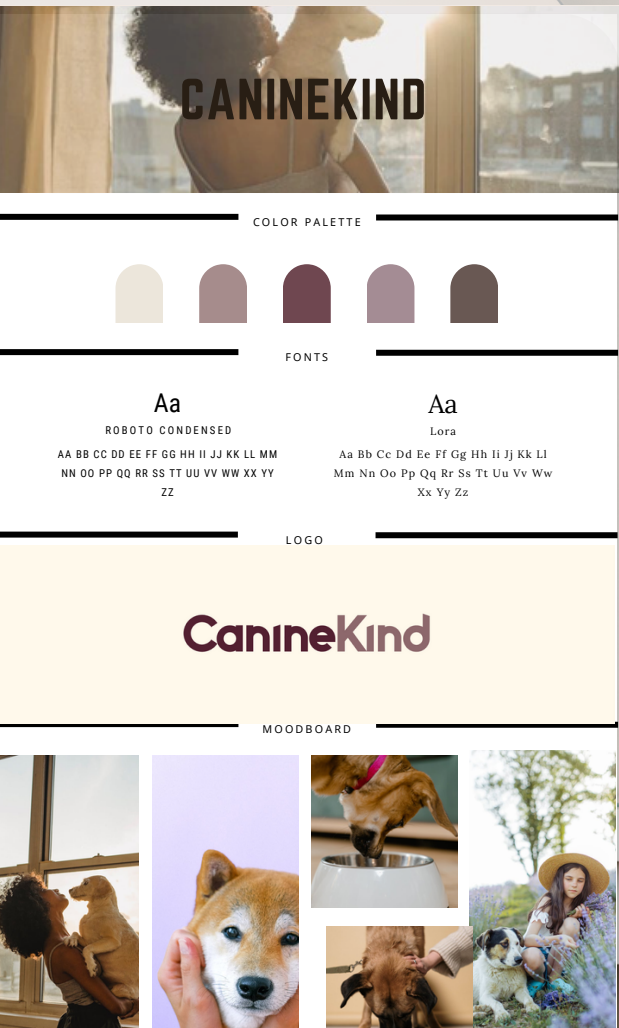 CANINEKIND
COLOR PALETTE
FONTS
Aa
ROBOTO CONDENSED
AA BB CC DD EE FF GG HH II JJ KK LL MM
NN OO PP QQ RR SS TT UU VV WW XX YY
ZZ
Aa
Lora
Aa Bb Cc Dd Ee Ff Gg Hh Ii Jj Kk Ll
Mm Nn Oo Pp Qq Rr Ss Tt Uu Vv Ww
Xx Yy Zz
LOGO
CanineKind
MOODBOARD